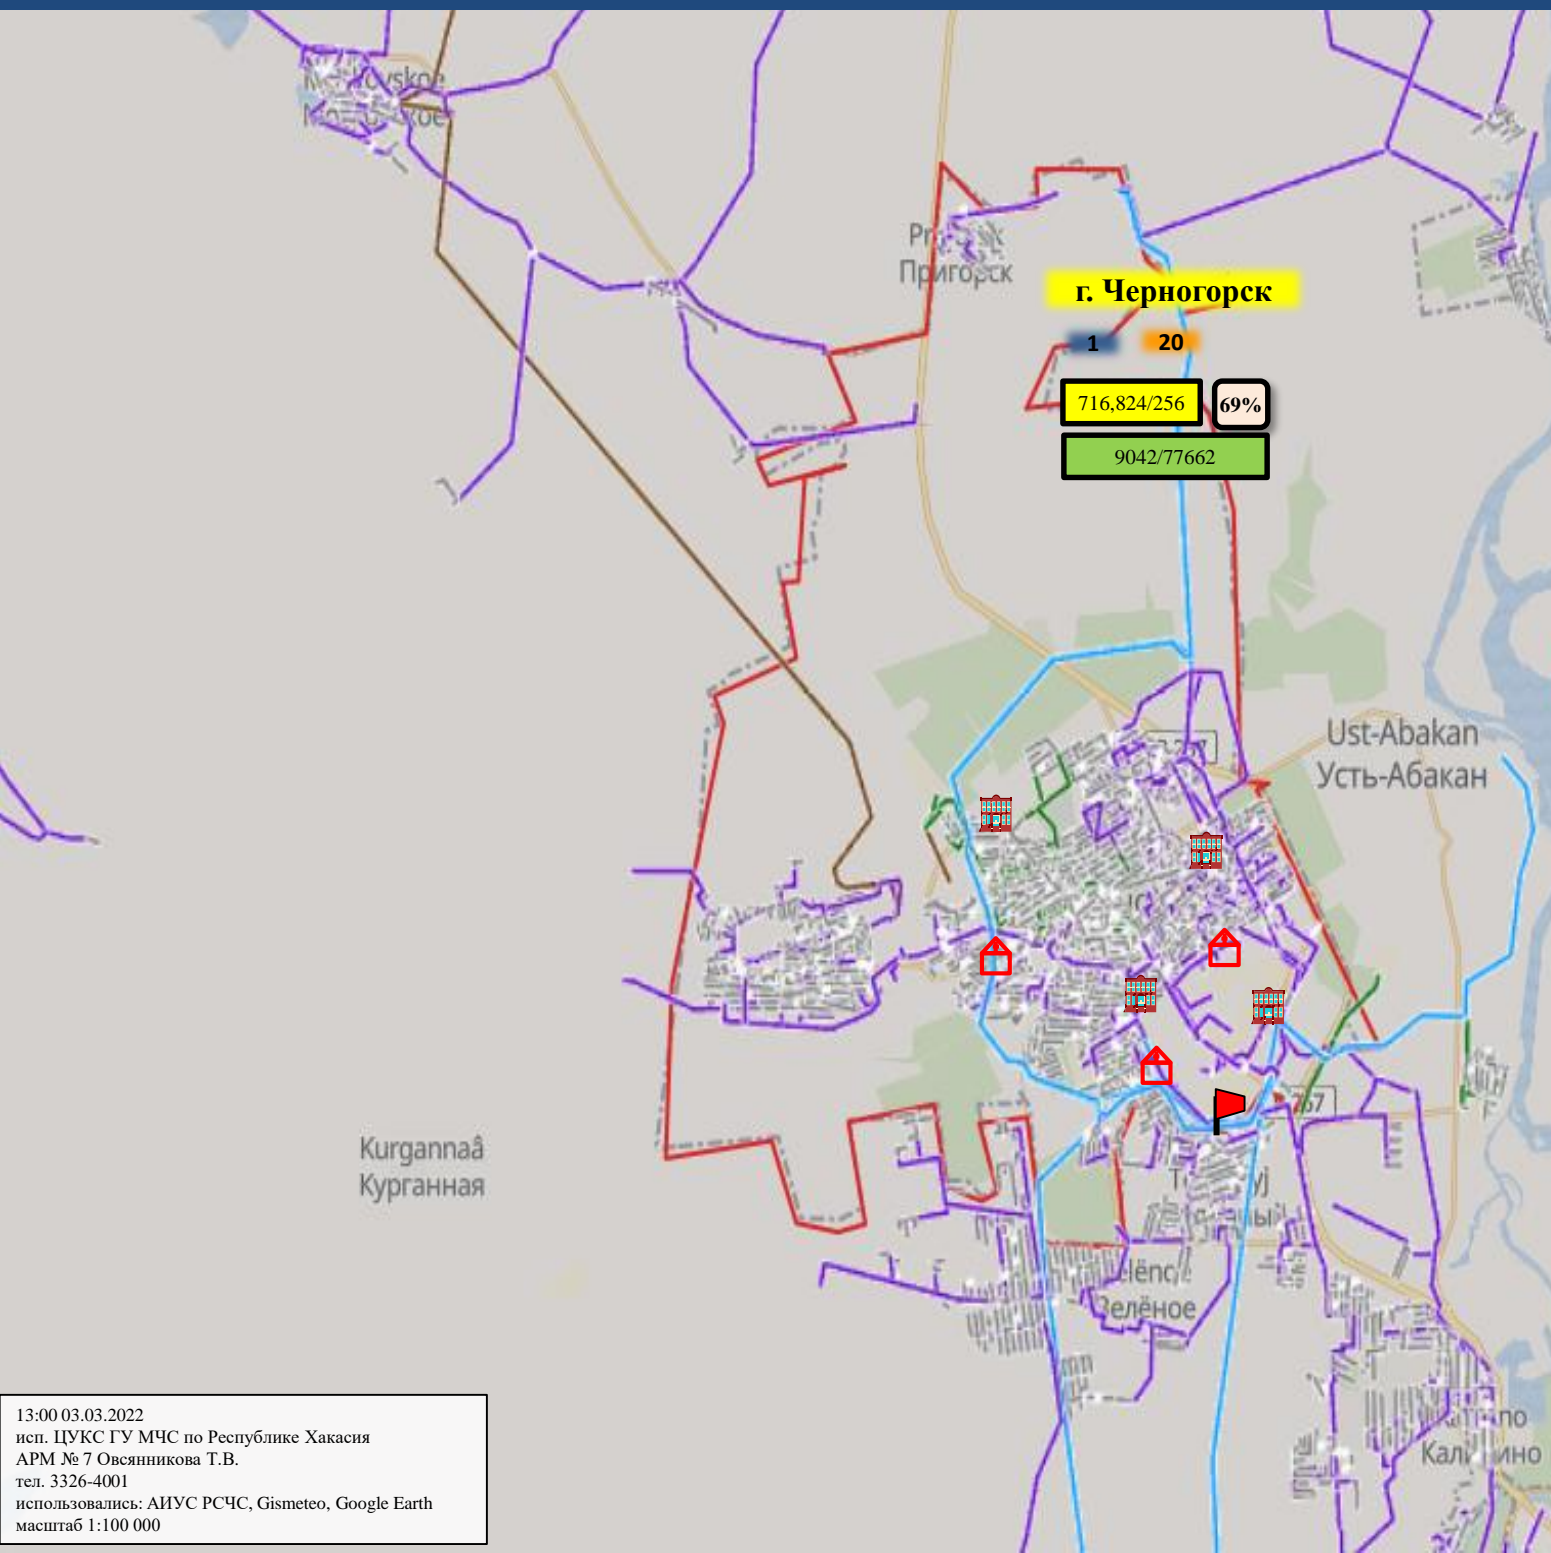 Пригорск
г. Черногорск
1 20
716,824/256 69%
9042/77662
Ust-Abakan
Усть-Абакан
Kurgannaâ
Курганная
Зелёное
13:00 03.03.2022
исп. ЦУКС ГУ МЧС по Республике Хакасия
АРМ № 7 Овсянникова Т.В.
тел. 3326-4001
использовались: АИУС РСЧС, Gismeteo, Google Earth
масштаб 1:100 000